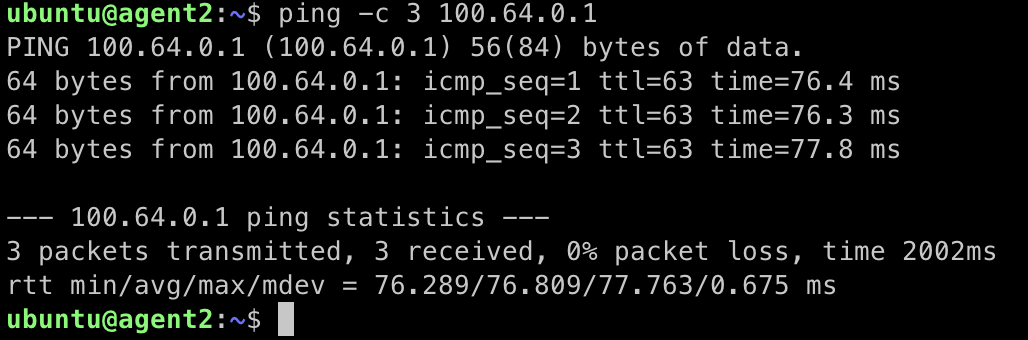 ubuntu@agent2:~$ ping -c 3 100.64.0.1
PING 100.64.0.1 (100.64.0.1) 56(84) bytes of data.
64 bytes from 100.64.0.1: icmp_seq=1 ttl=63 time=76.4 ms
64 bytes from 100.64.0.1: icmp_seq=2 ttl=63 time=76.3 ms
64 bytes from 100.64.0.1: icmp_seq=3 ttl=63 time=77.8 ms

--- 100.64.0.1 ping statistics ---
3 packets transmitted, 3 received, 0% packet loss, time 2002ms
rtt min/avg/max/mdev = 76.289/76.809/77.763/0.675 ms
ubuntu@agent2:~$